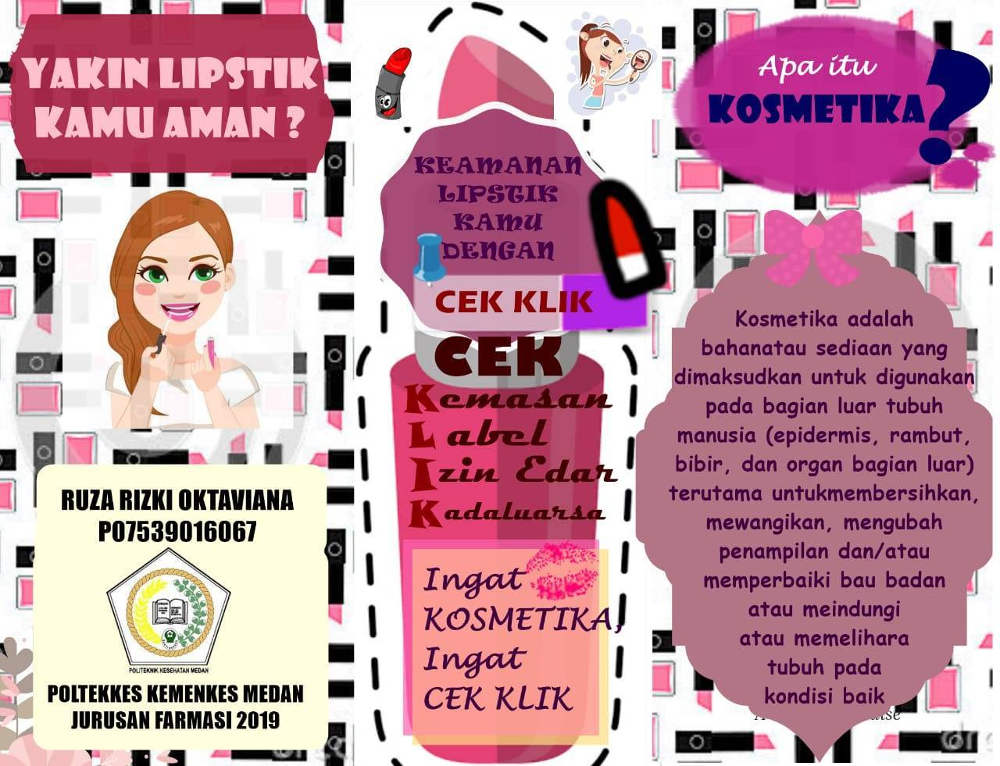 YAKIN LIPSTIK
KAMU AMAN ?
RUZA RIZKI OKTAVIANA
P07539016067
POLITEKNIK KESEHATAN MEDAN
POLTEKKES KEMENKES MEDAN
JURUSAN FARMASI 2019
KEAMANAN
LIPSTIK
KAMU
DENGAN
CEK KLIK
CEK
Kemasan
Label
Izin Edar
Kadaluarsa
Ingat
KOSMETIKA,
Ingat
CEK KLIK
Apa itu
KOSMETIKA?
Kosmetika adalah
bahanatau sediaan yang
dimaksudkan untuk digunakan
pada bagian luar tubuh
manusia (epidermis, rambut,
bibir, dan organ bagian luar)
terutama untukmembersihkan,
mewangikan, mengubah
penampilan dan/atau
memperbaiki bau badan
atau meindungi
atau memelihara
tubuh pada
kondisi baik